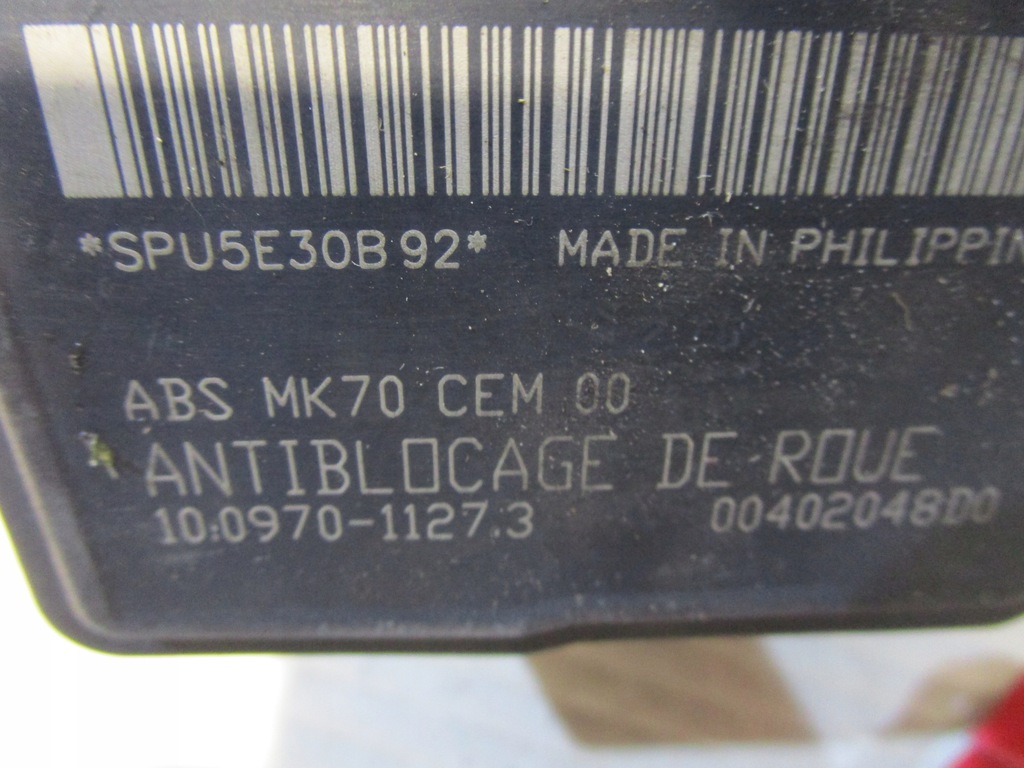 *SPU5E30B92* MADE IN PHILIPPIN
ABS MK70 CEM 00
ANTIBLOCAGE DE ROUE
10.0970-1127.3 00402048D0